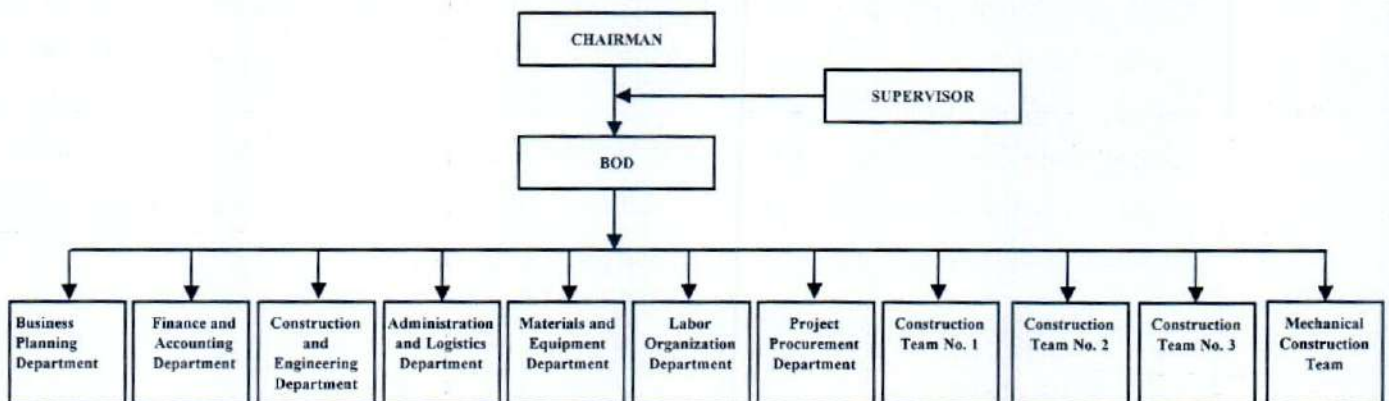 CHAIRMAN
SUPERVISOR
BOD
Business
Planning
Department
Finance and
Accounting
Department
Construction
and
Engineering
Department
Administration
and Logistics
Department
Materials and
Equipment
Department
Labor
Organization
Department
Project
Procurement
Department
Construction
Team No. 1
Construction
Team No. 2
Construction
Team No. 3
Mechanical
Construction
Team